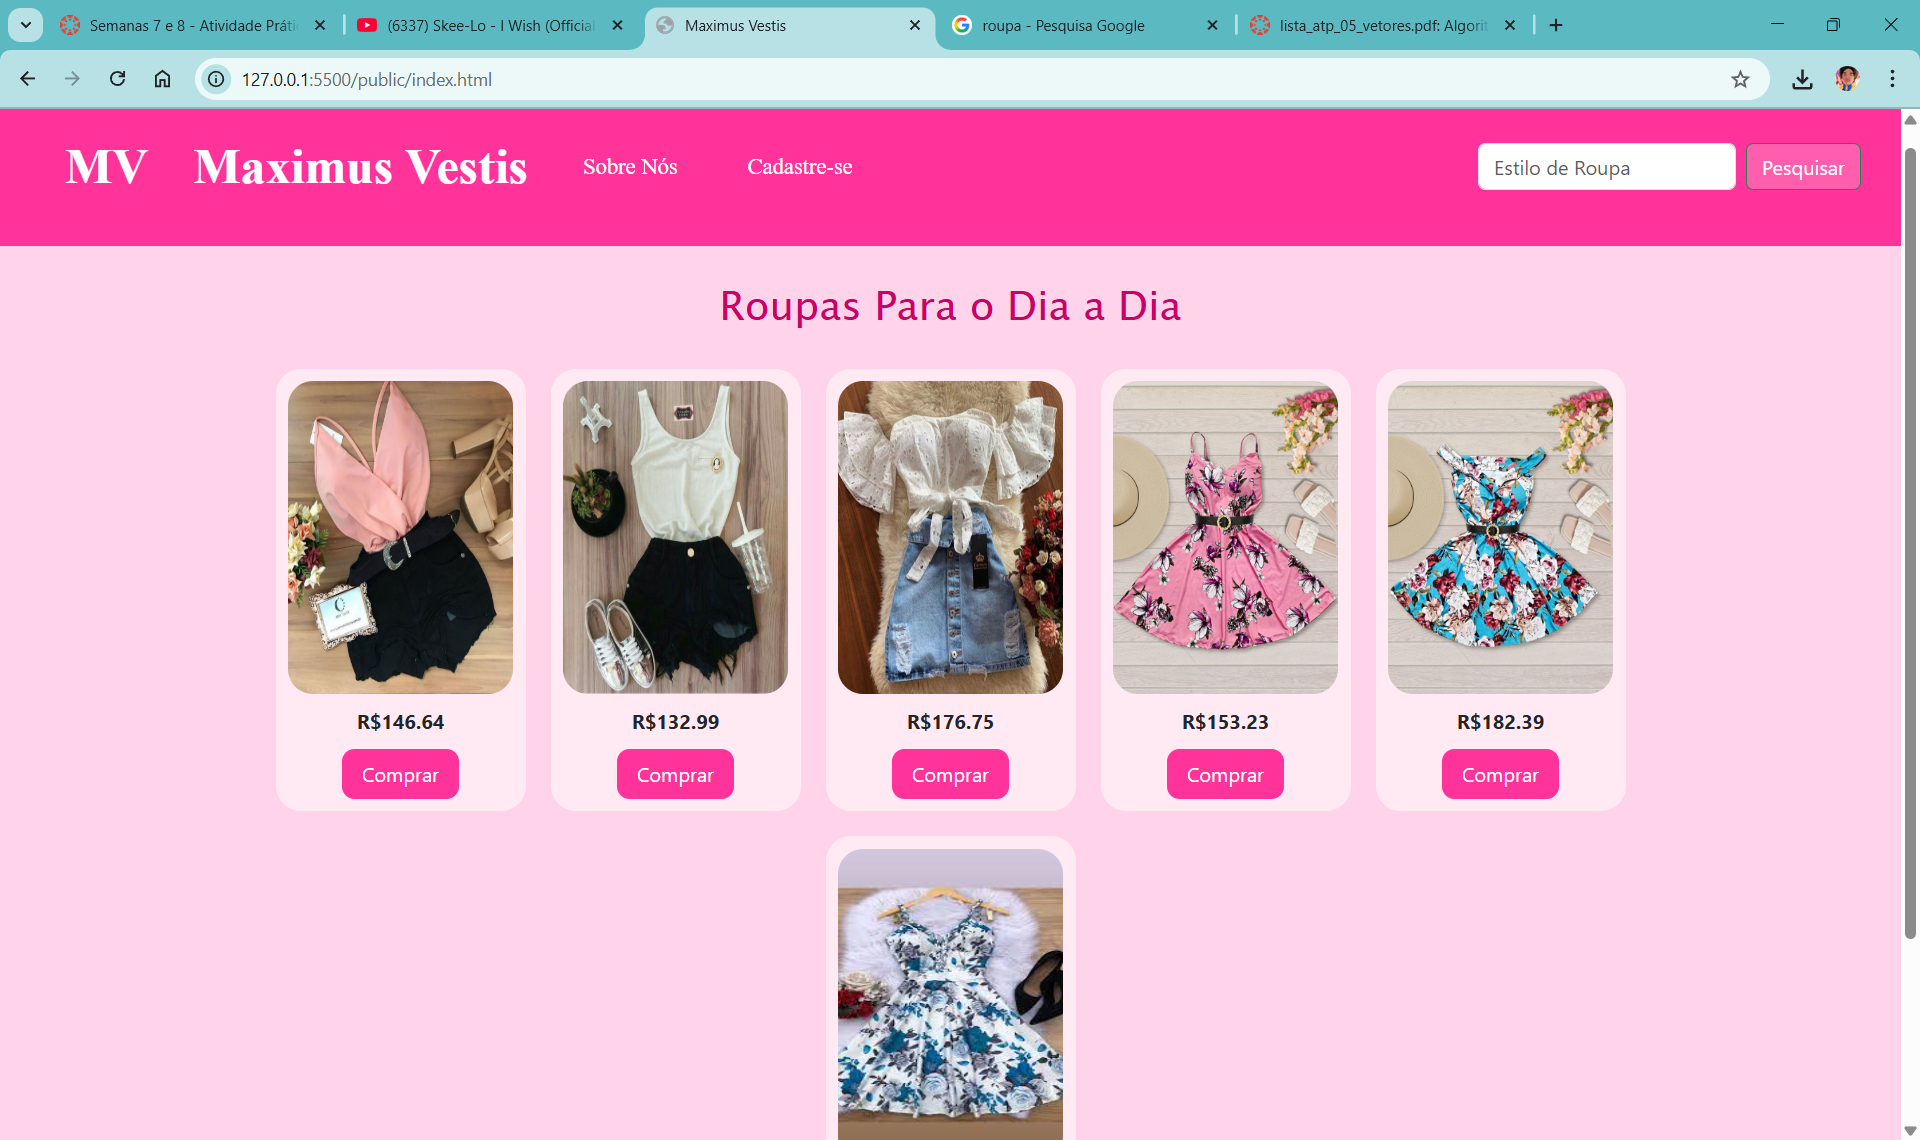 Semanas 7 e 8 - Atividade Práti
(6337) Skee-Lo - I Wish (Official
Maximus Vestis
roupa - Pesquisa Google
lista_atp_05_vetores.pdf: Algorit
127.0.0.1:5500/public/index.html
MV Maximus Vestis Sobre Nós Cadastre-se Estilo de Roupa Pesquisar
Roupas Para o Dia a Dia
R$146.64
Comprar
R$132.99
Comprar
R$176.75
Comprar
R$153.23
Comprar
R$182.39
Comprar